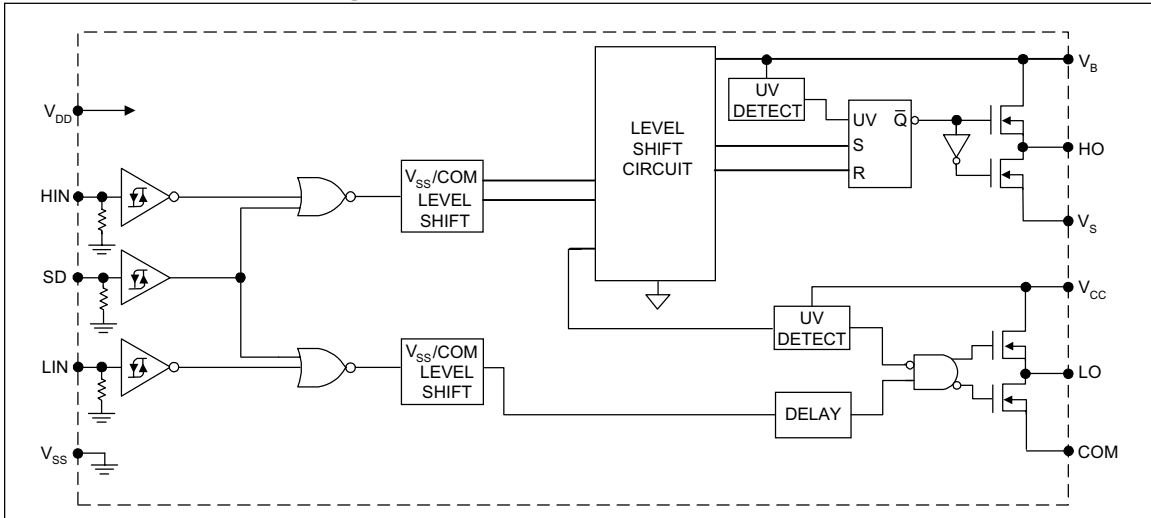 V_DD
HIN
SD
LIN
V_SS
V_SS/COM
LEVEL
SHIFT
V_SS/COM
LEVEL
SHIFT
LEVEL
SHIFT
CIRCUIT
UV
DETECT
UV Q̅
S
R
UV
DETECT
DELAY
V_B
HO
V_S
V_CC
LO
COM